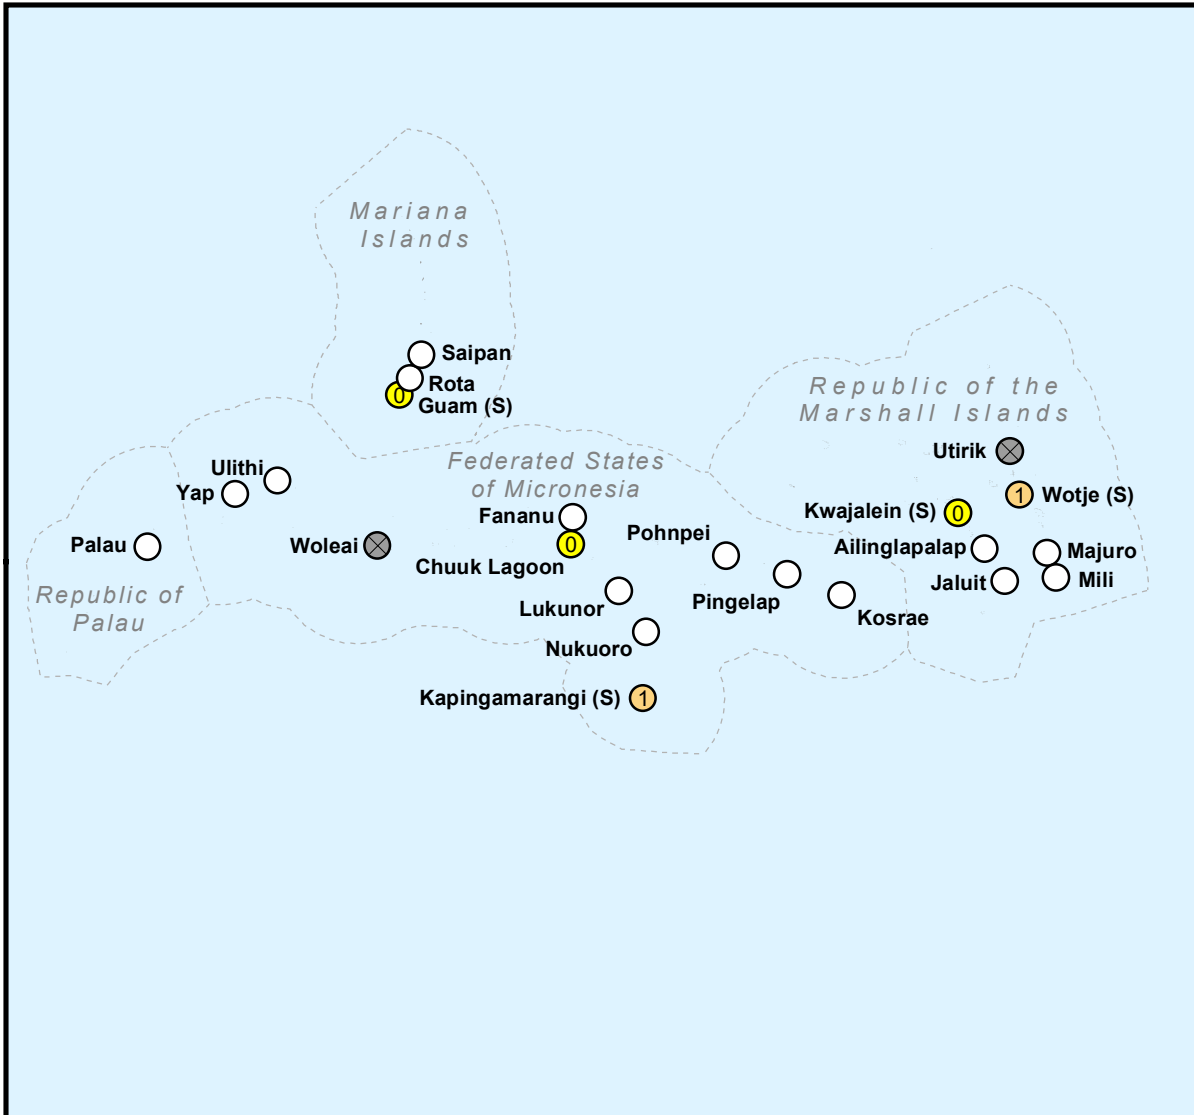 Mariana
Islands
Saipan
Rota
0
Guam (S)
Republic of the
Marshall Islands
Utirik
Federated States
of Micronesia
Ulithi
Yap
1
Wotje (S)
Kwajalein (S)
0
Fananu
Palau
Woleai
0
Chuuk Lagoon
Pohnpei
Ailinglapalap
Majuro
Republic of
Palau
Pingelap
Jaluit
Mili
Lukunor
Kosrae
Nukuoro
Kapingamarangi (S)
1